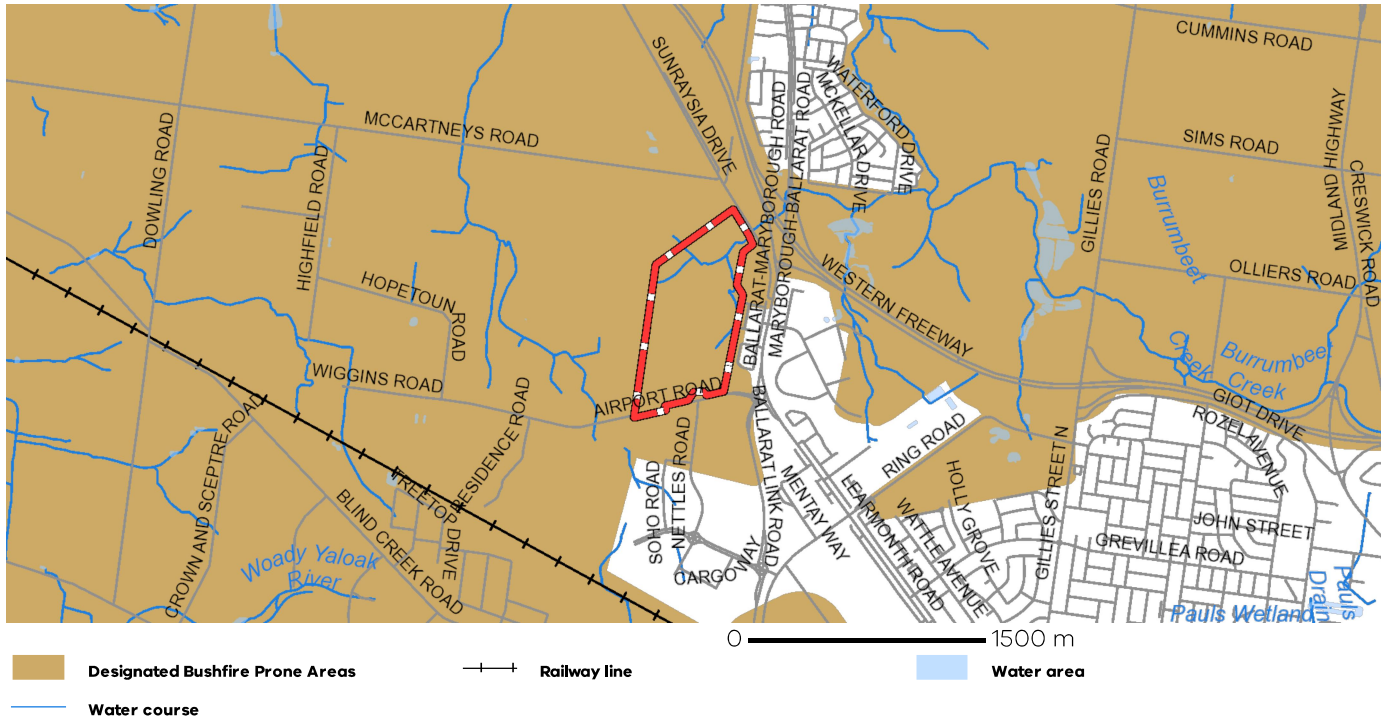 CUMMINS ROAD
SUNRAYSIA DRIVE
WATERFORD DRIVE
MCKELLAR DRIVE
BALLARAT-MARYBOROUGH ROAD
MARYBOROUGH-BALLARAT ROAD
MCCARTNEYS ROAD
DOWLING ROAD
HIGHFIELD ROAD
GILLIES ROAD
SIMS ROAD
MIDLAND HIGHWAY
CRESWICK ROAD
Burrumbeet
Creek
OLLIERS ROAD
HOPETOUN
ROAD
WESTERN FREEWAY
Burrumbeet
Creek
WIGGINS ROAD
AIRPORT ROAD
GIOT DRIVE
ROZEL AVENUE
CROWN AND SCEPTRE ROAD
RESIDENCE ROAD
TREETOP DRIVE
BLIND CREEK ROAD
Woady Yaloak
River
SOHO ROAD
NETTLES ROAD
CARGO WAY
BALLARAT LINK ROAD
MENTAY WAY
LEARMONTH ROAD
RING ROAD
WATTLE AVENUE
HOLLY GROVE
GILLIES STREET N
JOHN STREET
GREVILLEA ROAD
Pauls Wetland
Pauls
Drain
0 1500 m
Designated Bushfire Prone Areas
Railway line
Water area
Water course